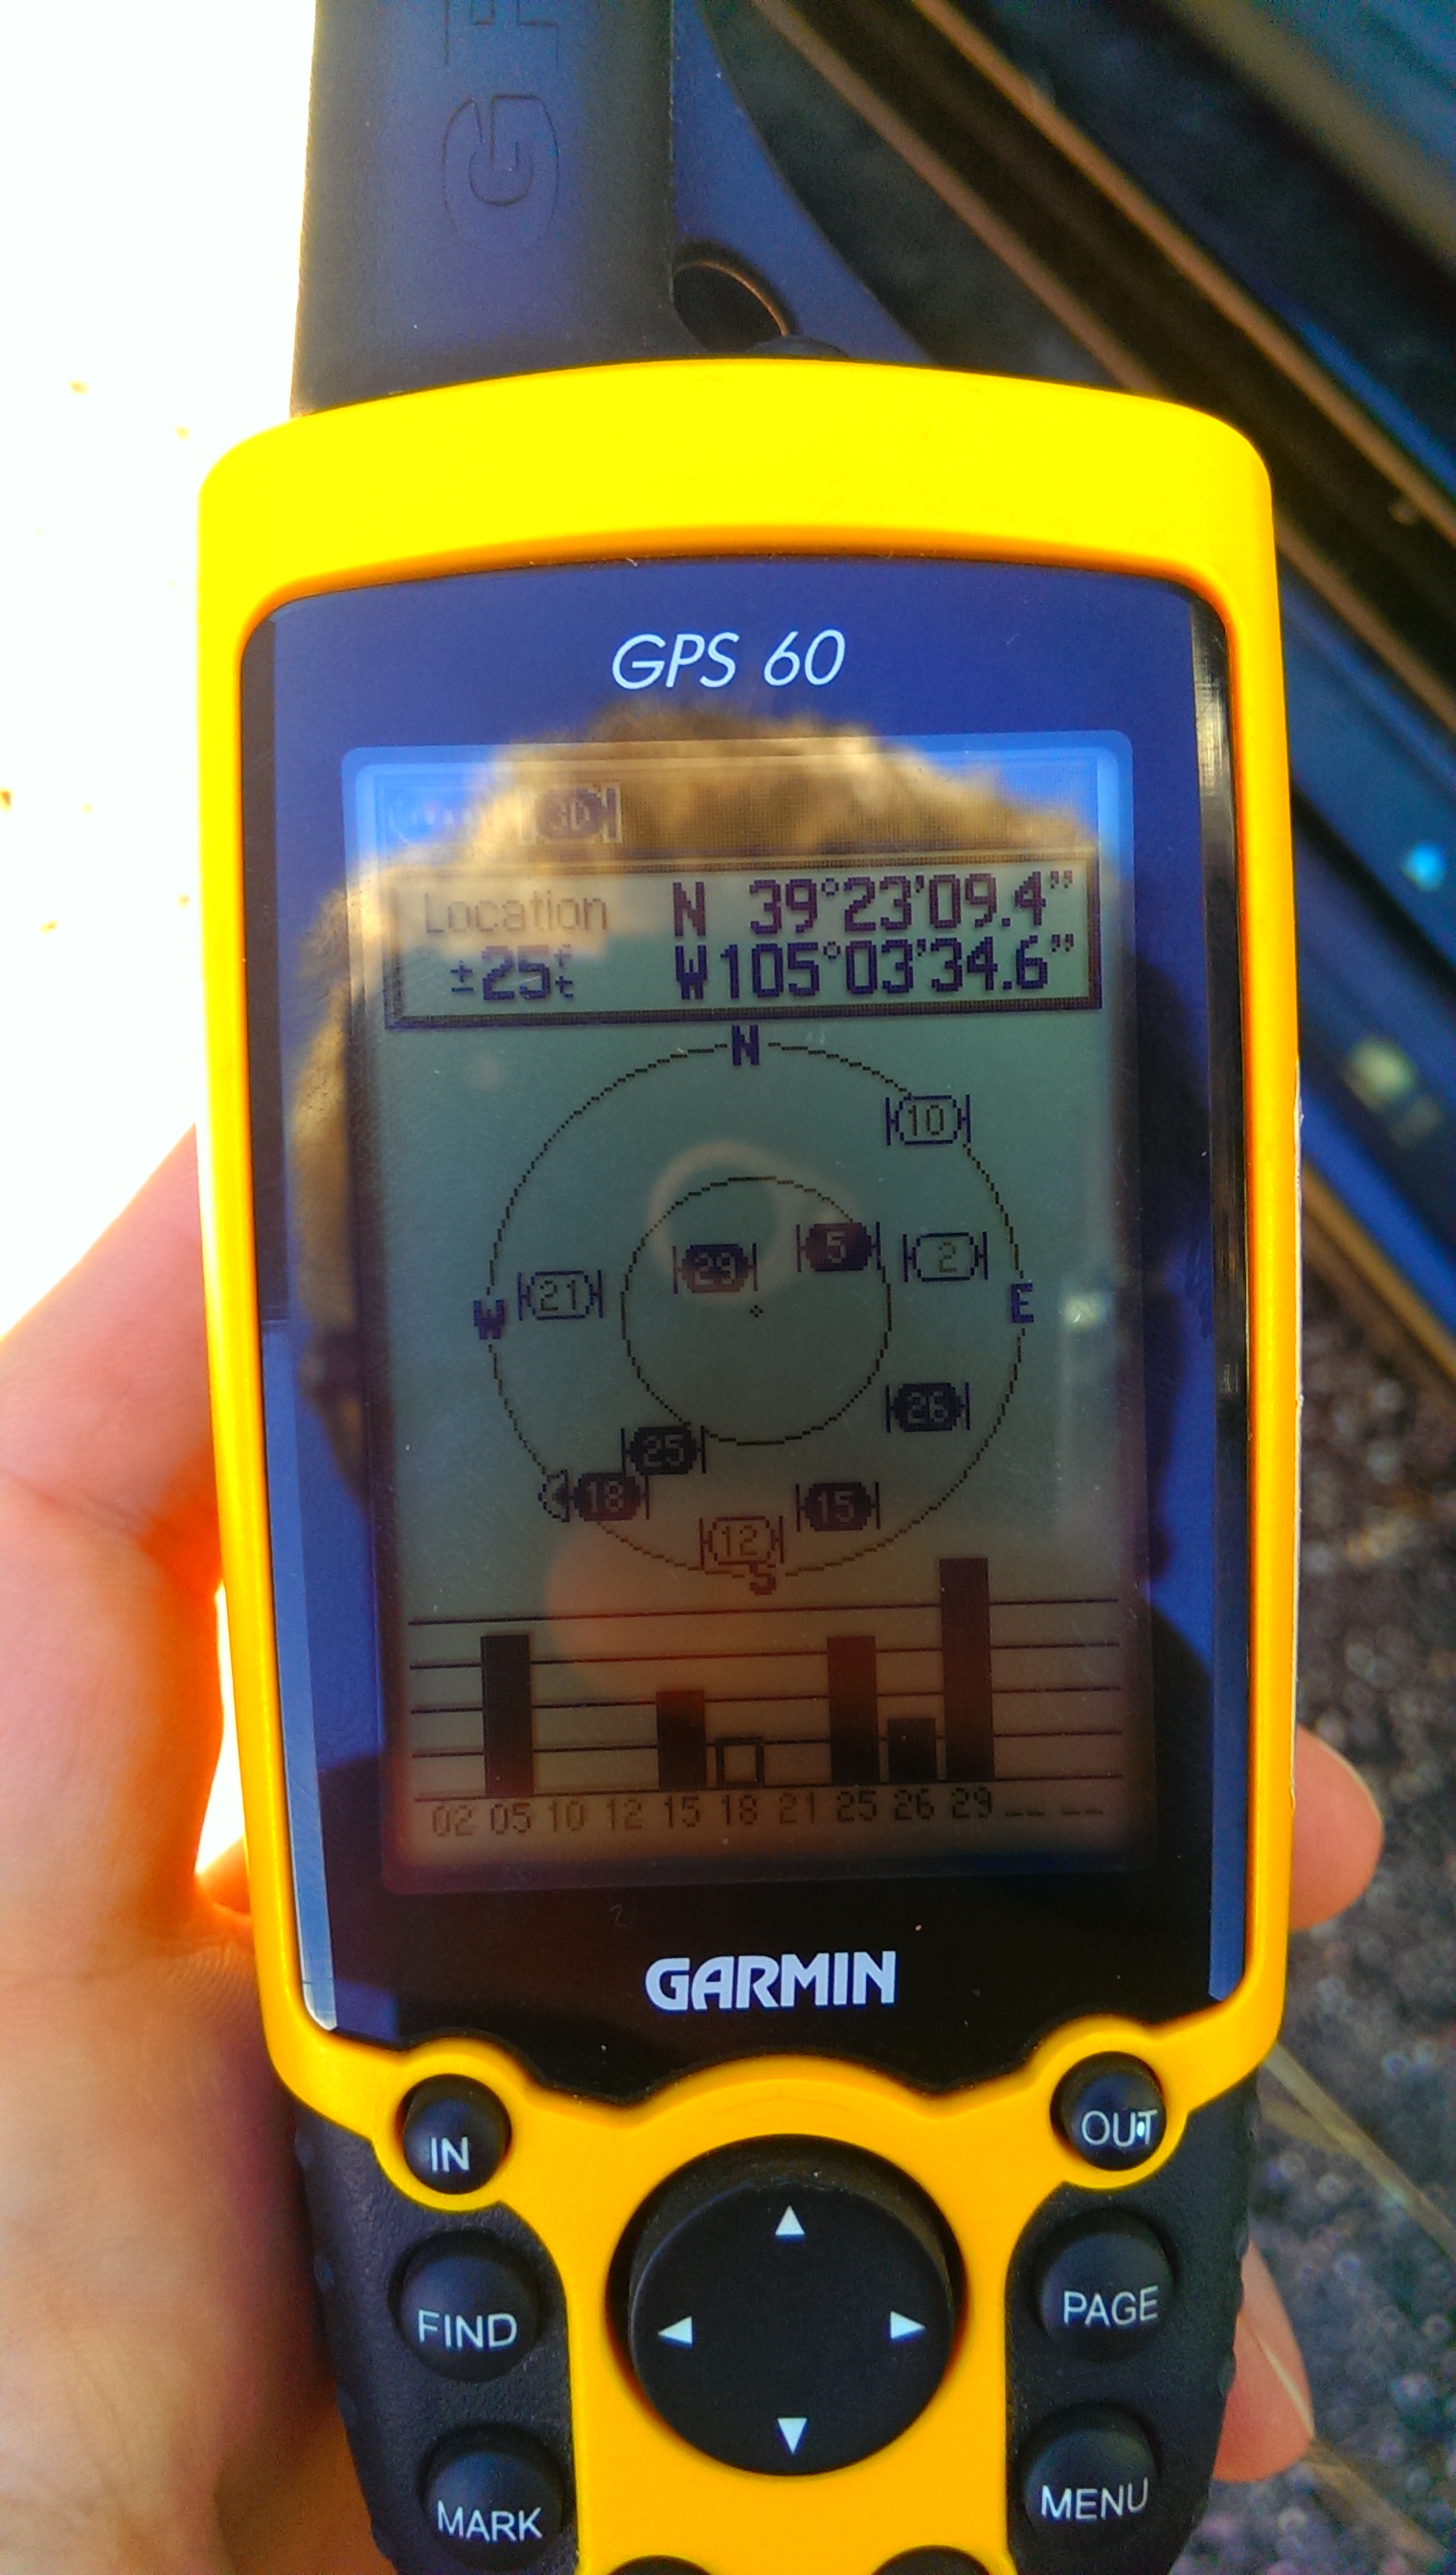 GP
GPS 60
3D
Location N 39°23'09.4"
±25ft W105°03'34.6"
N
10
29 5 2
21
W E
26
25
18 15
12
S
02 05 10 12 15 18 21 25 26 29 -- --
GARMIN
IN OUT
FIND PAGE
MARK MENU